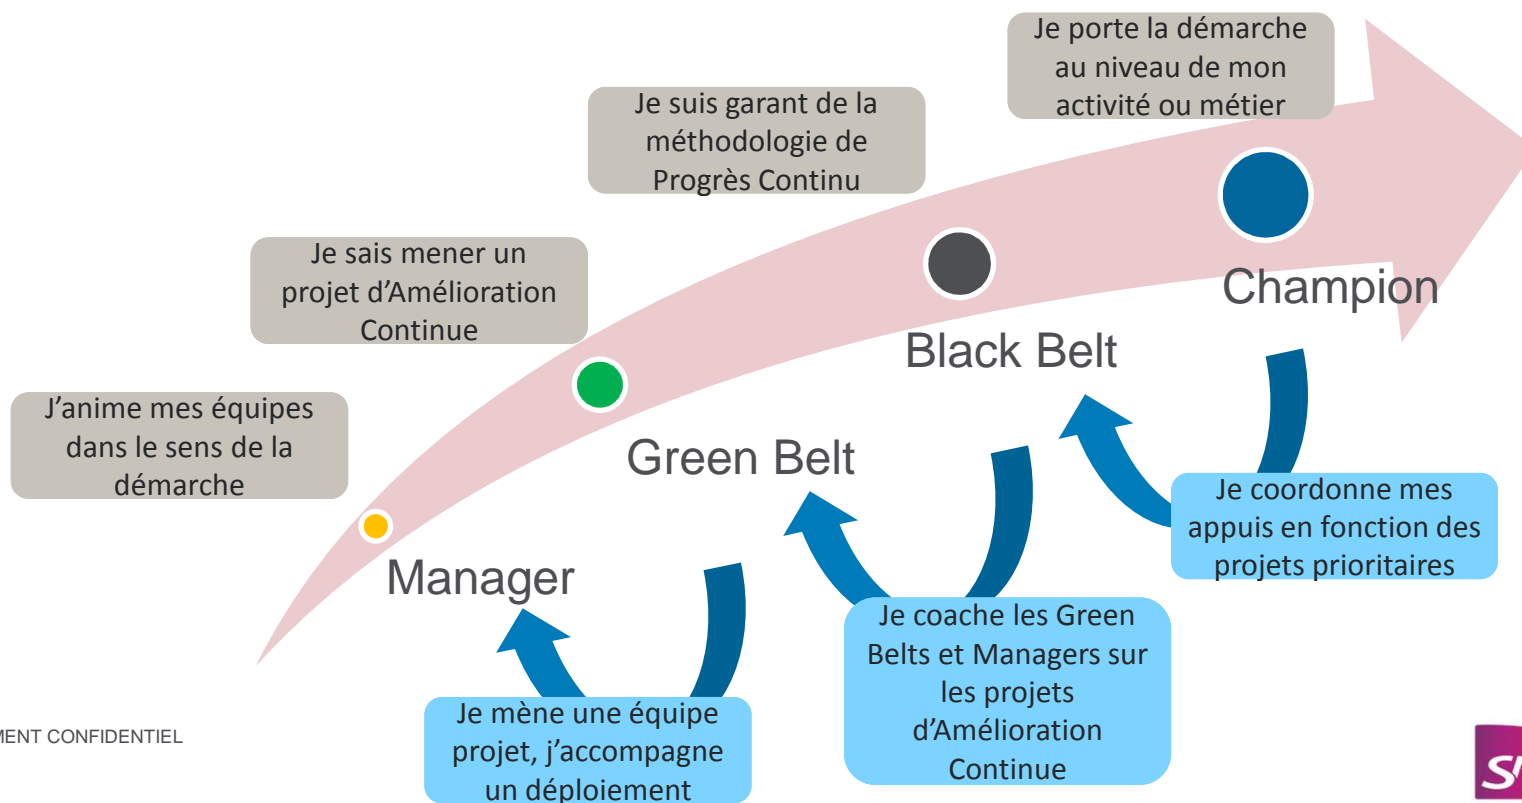 Je porte la démarche
au niveau de mon
activité ou métier
Je suis garant de la
méthodologie de
Progrès Continu
Je sais mener un
projet d’Amélioration
Continue
J’anime mes équipes
dans le sens de la
démarche
Champion
Black Belt
Green Belt
Manager
Je coordonne mes
appuis en fonction des
projets prioritaires
Je coache les Green
Belts et Managers sur
les projets
d’Amélioration
Continue
Je mène une équipe
projet, j’accompagne
un déploiement
MENT CONFIDENTIEL